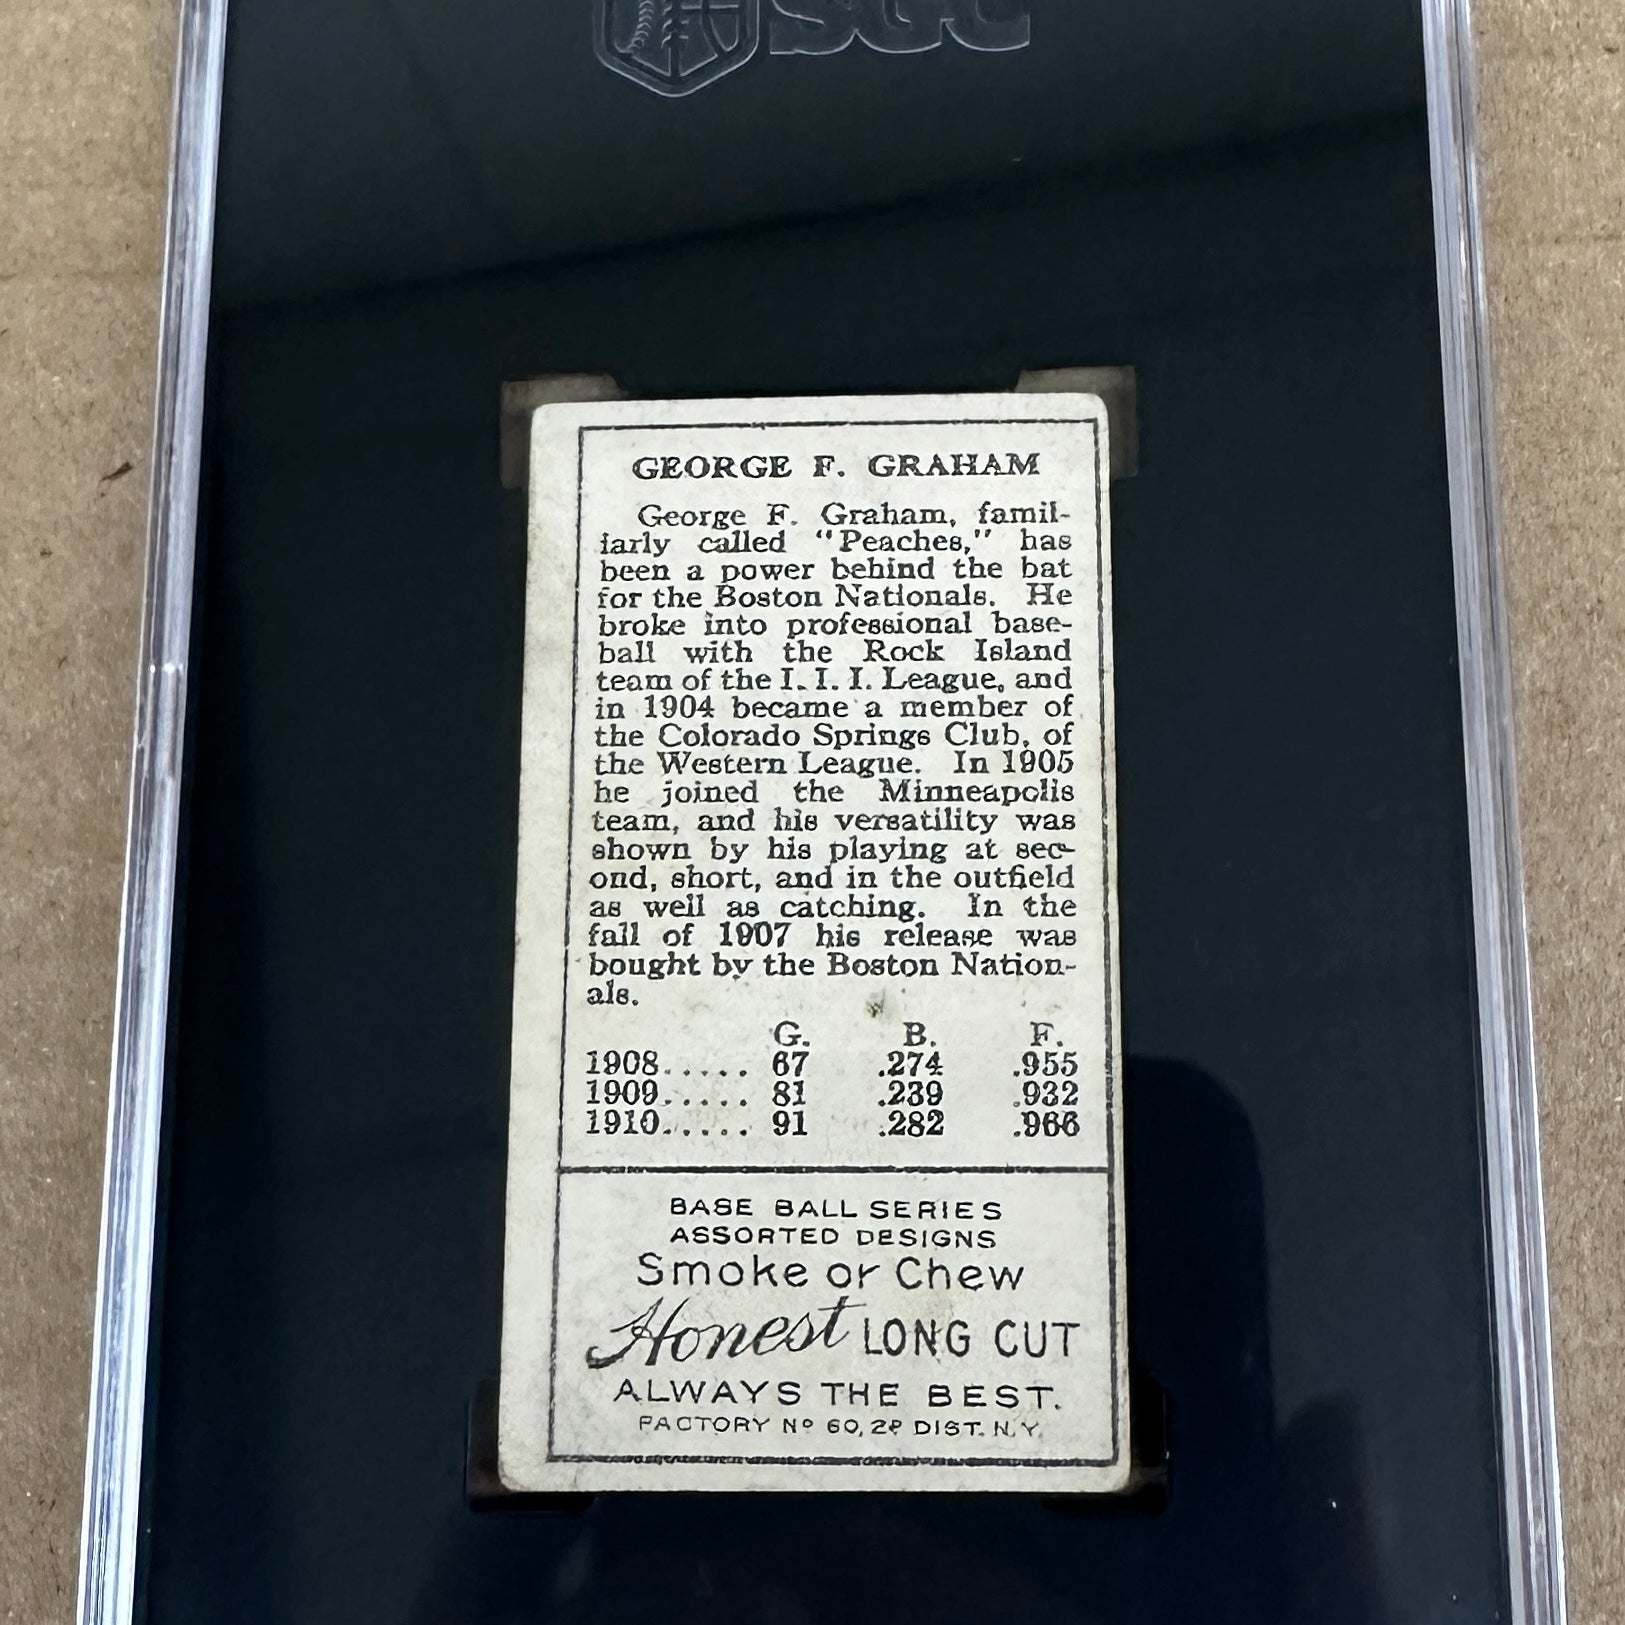 SGC
GEORGE F. GRAHAM
George F. Graham, famil-
iarly called "Peaches," has
been a power behind the bat
for the Boston Nationals. He
broke into professional base-
ball with the Rock Island
team of the I. I. I. League, and
in 1904 became a member of
the Colorado Springs Club, of
the Western League. In 1905
he joined the Minneapolis
team, and his versatility was
shown by his playing at sec-
ond, short, and in the outfield
as well as catching. In the
fall of 1907 his release was
bought by the Boston Nation-
als.
G. B. F.
1908..... 67 .274 .955
1909..... 81 .239 .932
1910..... 91 .282 .966
BASE BALL SERIES
ASSORTED DESIGNS
Smoke or Chew
Honest LONG CUT
ALWAYS THE BEST.
FACTORY Nº 60, 2ᴰ DIST. N.Y.